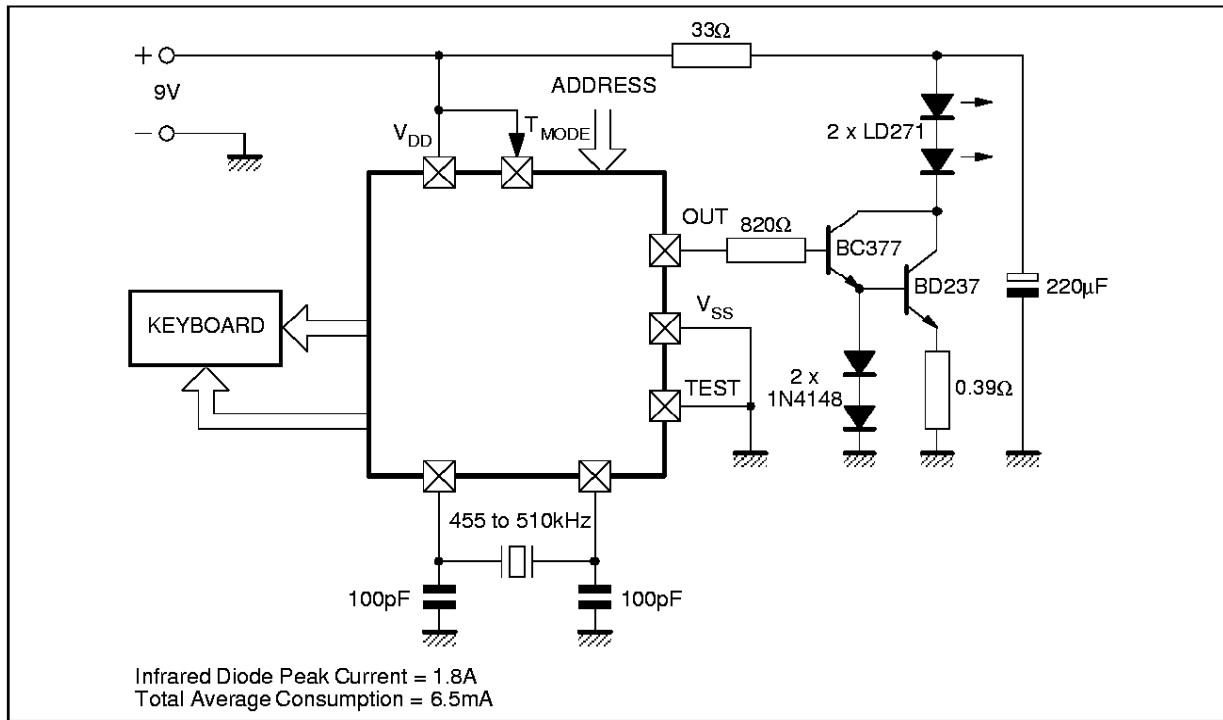 33Ω
+
9V
−
ADDRESS
V_DD
T_MODE
2 x LD271
OUT
820Ω
BC377
BD237
220µF
V_SS
KEYBOARD
TEST
2 x
1N4148
0.39Ω
455 to 510kHz
100pF
100pF
Infrared Diode Peak Current = 1.8A
Total Average Consumption = 6.5mA